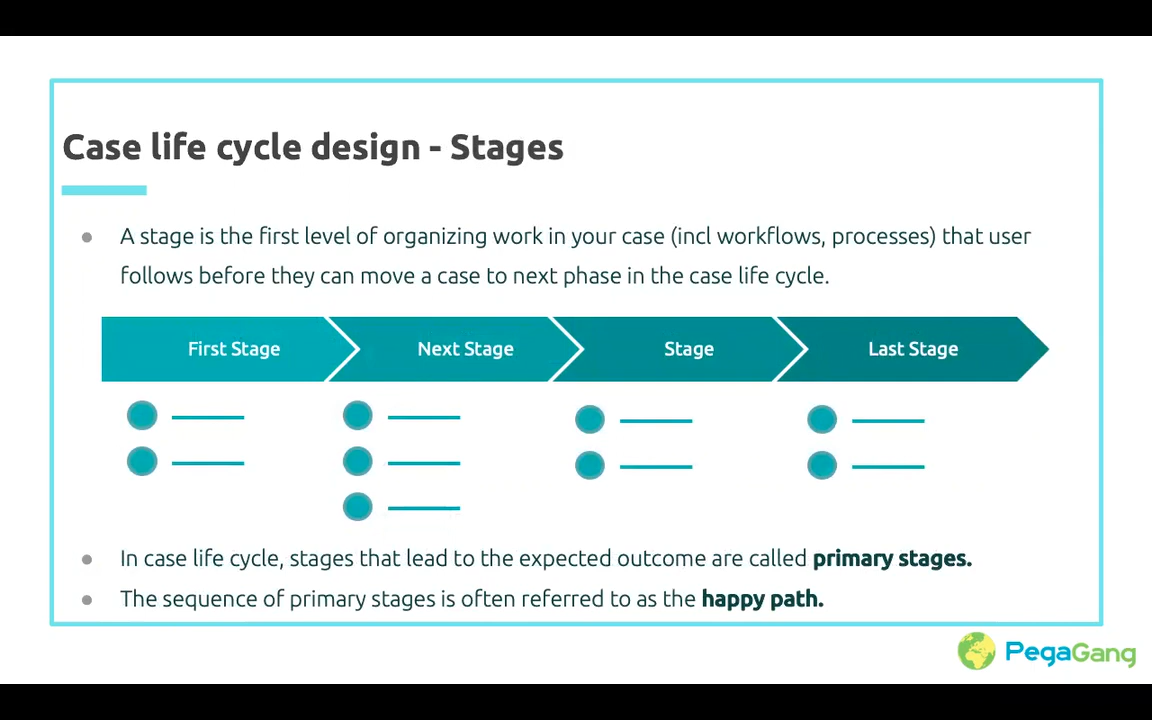 Case life cycle design - Stages
A stage is the first level of organizing work in your case (incl workflows, processes) that user
follows before they can move a case to next phase in the case life cycle.
First Stage
Next Stage
Stage
Last Stage
In case life cycle, stages that lead to the expected outcome are called primary stages.
The sequence of primary stages is often referred to as the happy path.
PegaGang